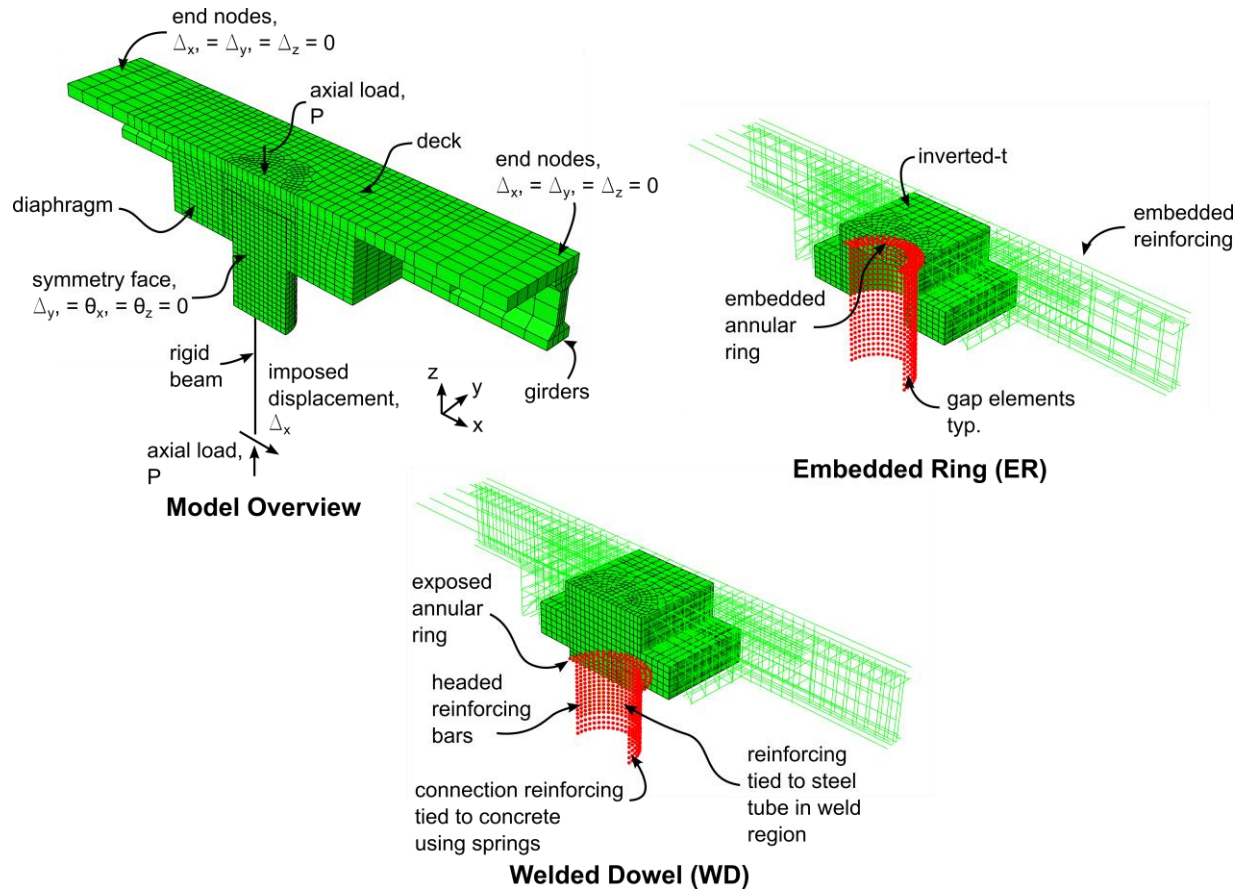 end nodes,
Δx, = Δy, = Δz = 0
axial load,
P
deck
end nodes,
Δx, = Δy, = Δz = 0
diaphragm
symmetry face,
Δy, = θx, = θz = 0
rigid
beam
imposed
displacement,
Δx
z
y
x
girders
axial load,
P
Model Overview
inverted-t
embedded
reinforcing
embedded
annular
ring
gap elements
typ.
Embedded Ring (ER)
exposed
annular
ring
headed
reinforcing
bars
connection reinforcing
tied to concrete
using springs
reinforcing
tied to steel
tube in weld
region
Welded Dowel (WD)